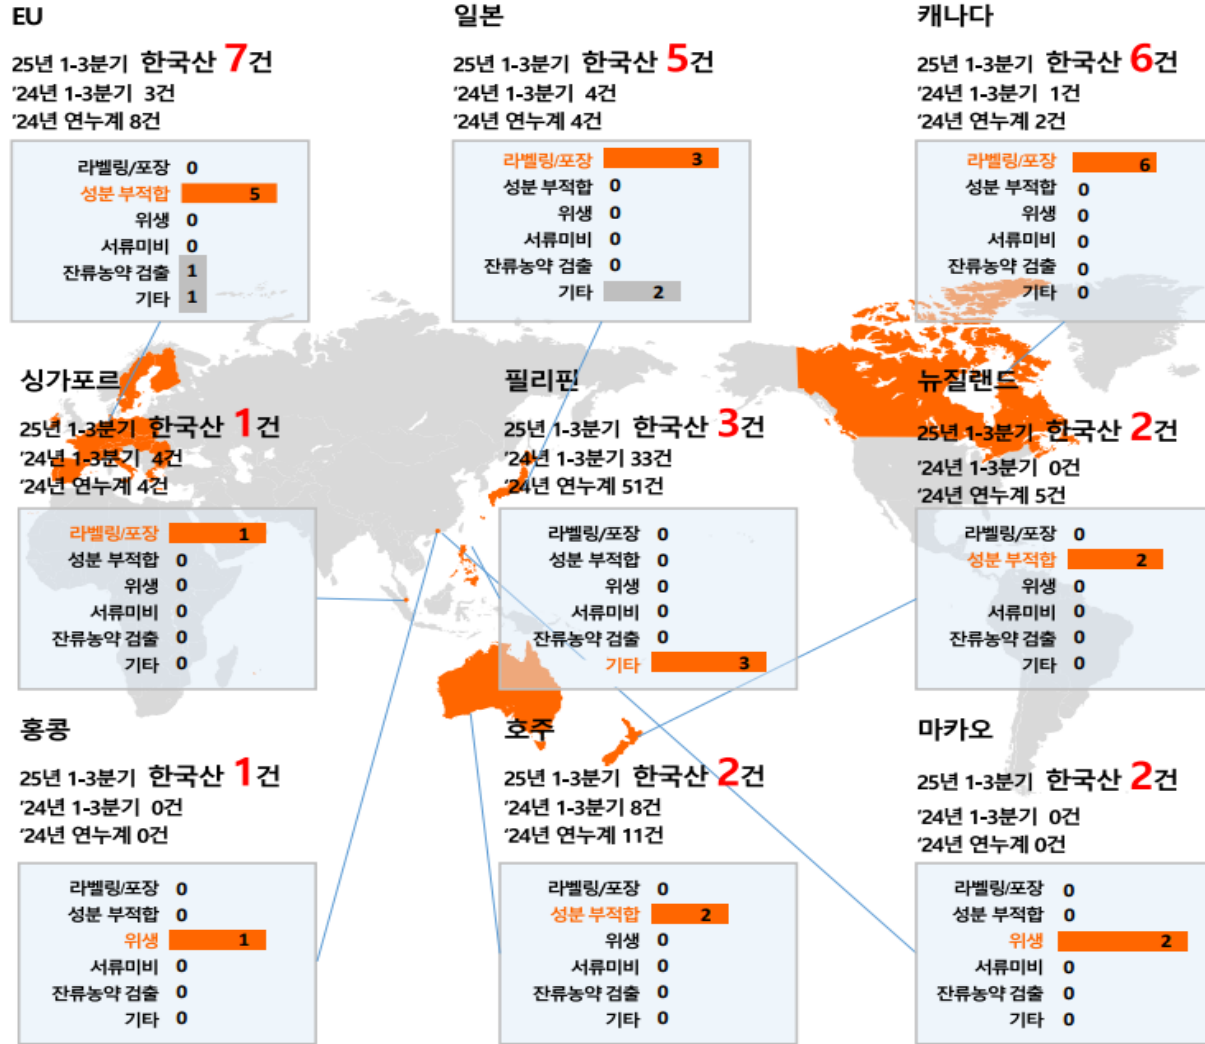 EU
25년 1-3분기 한국산 7건
'24년 1-3분기 3건
'24년 연누계 8건
라벨링/포장 0
성분 부적합 5
위생 0
서류미비 0
잔류농약 검출 1
기타 1
일본
25년 1-3분기 한국산 5건
'24년 1-3분기 4건
'24년 연누계 4건
라벨링/포장 3
성분 부적합 0
위생 0
서류미비 0
잔류농약 검출 0
기타 2
캐나다
25년 1-3분기 한국산 6건
'24년 1-3분기 1건
'24년 연누계 2건
라벨링/포장 6
성분 부적합 0
위생 0
서류미비 0
잔류농약 검출 0
기타 0
싱가포르
25년 1-3분기 한국산 1건
'24년 1-3분기 4건
'24년 연누계 4건
라벨링/포장 1
성분 부적합 0
위생 0
서류미비 0
잔류농약 검출 0
기타 0
필리핀
25년 1-3분기 한국산 3건
'24년 1-3분기 33건
'24년 연누계 51건
라벨링/포장 0
성분 부적합 0
위생 0
서류미비 0
잔류농약 검출 0
기타 3
뉴질랜드
25년 1-3분기 한국산 2건
'24년 1-3분기 0건
'24년 연누계 5건
라벨링/포장 0
성분 부적합 2
위생 0
서류미비 0
잔류농약 검출 0
기타 0
홍콩
25년 1-3분기 한국산 1건
'24년 1-3분기 0건
'24년 연누계 0건
라벨링/포장 0
성분 부적합 0
위생 1
서류미비 0
잔류농약 검출 0
기타 0
호주
25년 1-3분기 한국산 2건
'24년 1-3분기 8건
'24년 연누계 11건
라벨링/포장 0
성분 부적합 2
위생 0
서류미비 0
잔류농약 검출 0
기타 0
마카오
25년 1-3분기 한국산 2건
'24년 1-3분기 0건
'24년 연누계 0건
라벨링/포장 0
성분 부적합 0
위생 2
서류미비 0
잔류농약 검출 0
기타 0